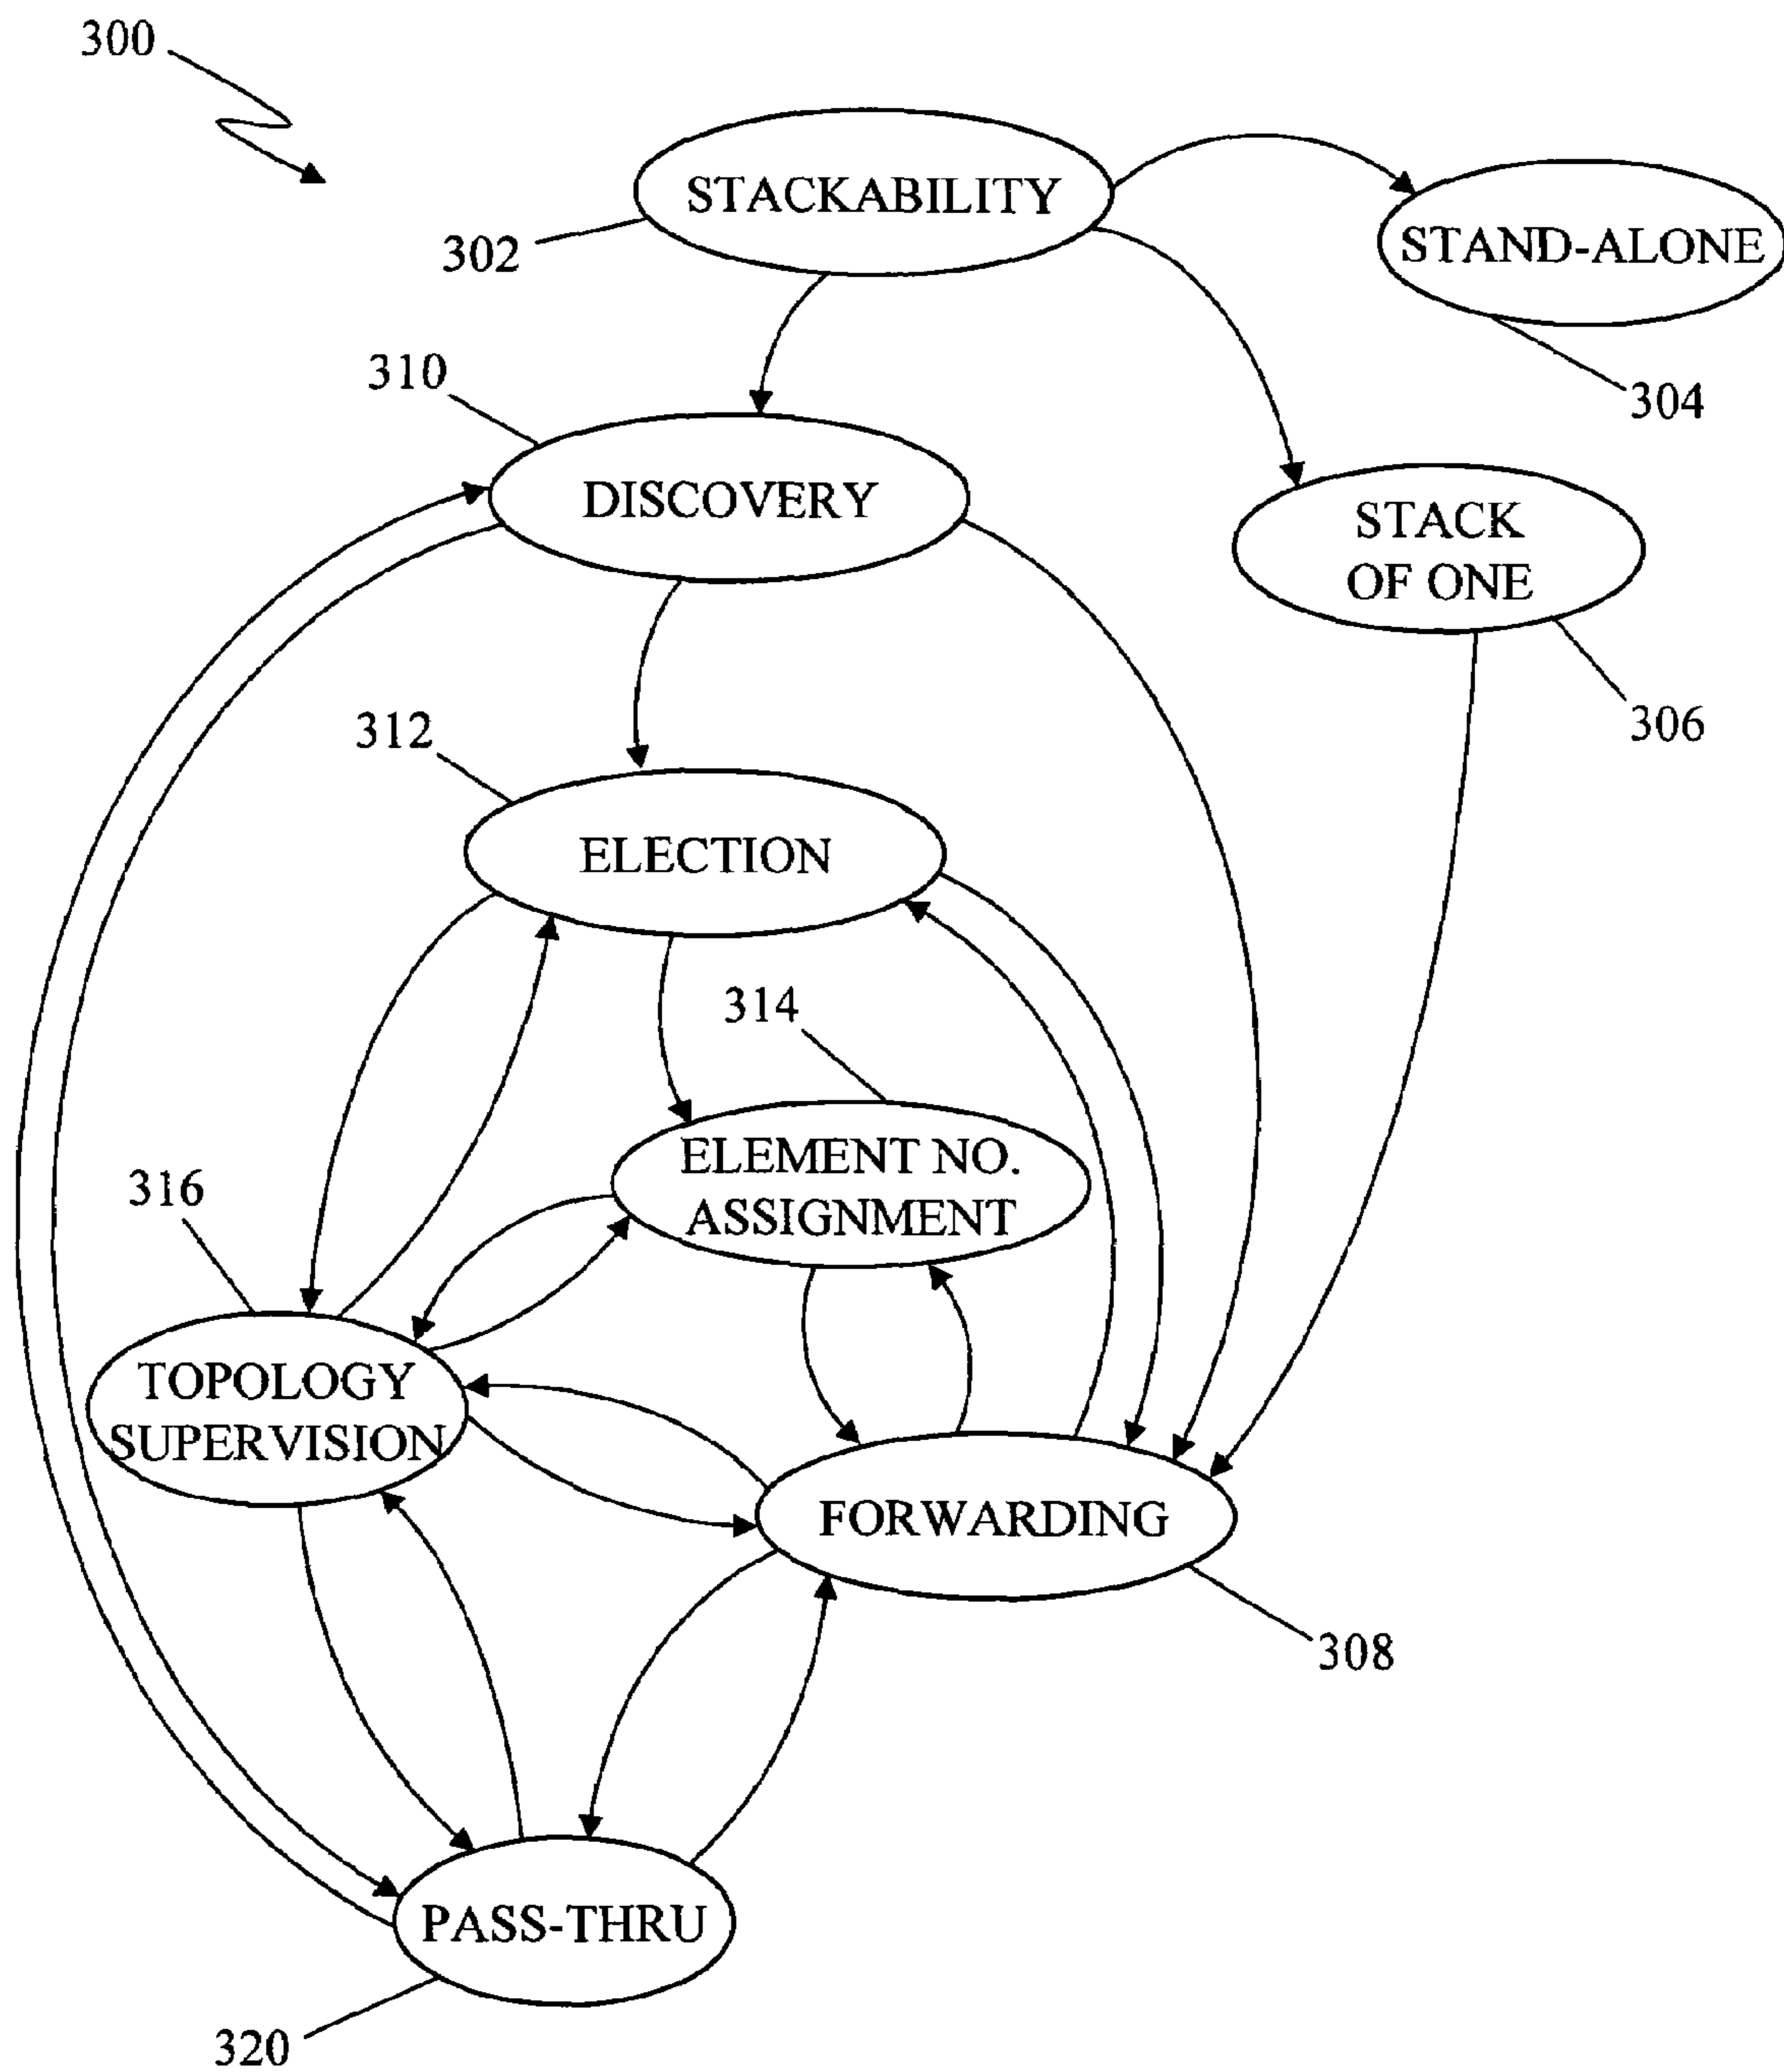 300
STACKABILITY
302
STAND-ALONE
304
310
DISCOVERY
STACK
OF ONE
306
312
ELECTION
314
ELEMENT NO.
ASSIGNMENT
316
TOPOLOGY
SUPERVISION
FORWARDING
308
PASS-THRU
320